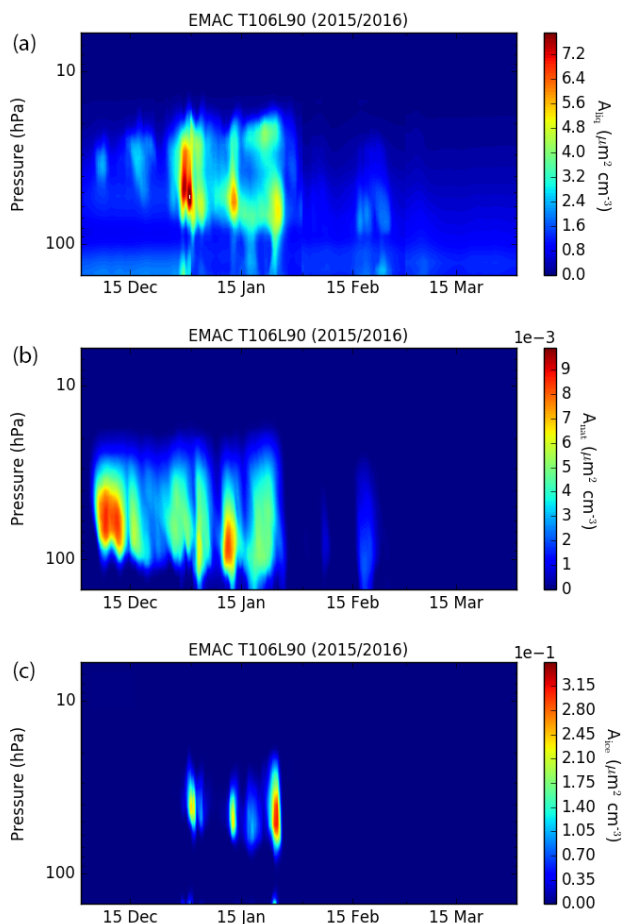 EMAC T106L90 (2015/2016)
(a)
10
100
Pressure (hPa)
15 Dec 15 Jan 15 Feb 15 Mar
7.2
6.4
5.6
4.8
4.0
3.2
2.4
1.6
0.8
0.0
A_liq (μm² cm⁻³)
EMAC T106L90 (2015/2016)
(b)
1e−3
10
100
Pressure (hPa)
15 Dec 15 Jan 15 Feb 15 Mar
9
8
7
6
5
4
3
2
1
0
A_nat (μm² cm⁻³)
EMAC T106L90 (2015/2016)
(c)
1e−1
10
100
Pressure (hPa)
15 Dec 15 Jan 15 Feb 15 Mar
3.15
2.80
2.45
2.10
1.75
1.40
1.05
0.70
0.35
0.00
A_ice (μm² cm⁻³)